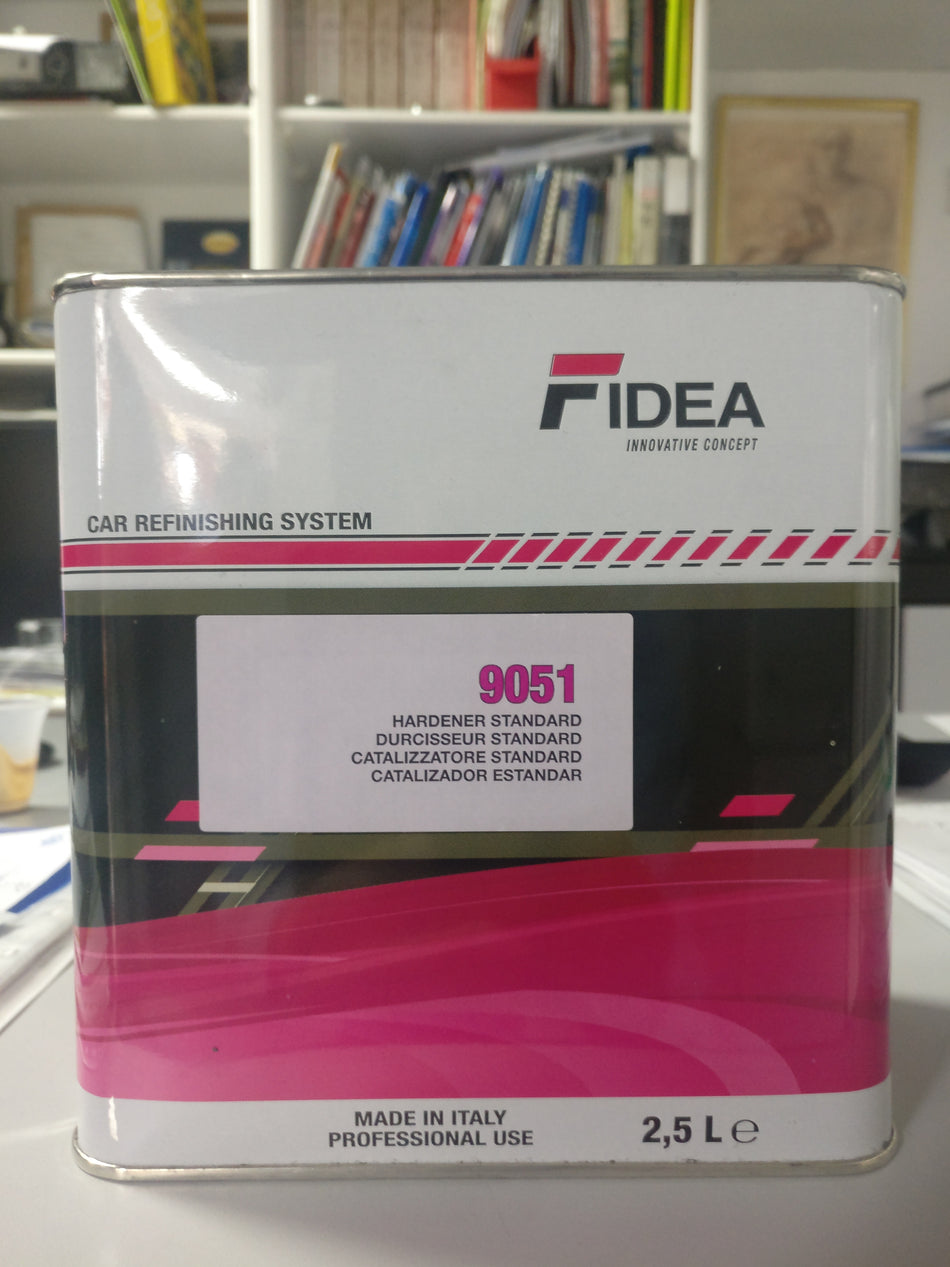 FIDEA
INNOVATIVE CONCEPT
CAR REFINISHING SYSTEM
9051
HARDENER STANDARD
DURCISSEUR STANDARD
CATALIZZATORE STANDARD
CATALIZADOR ESTANDAR
MADE IN ITALY
PROFESSIONAL USE
2,5 L ℮